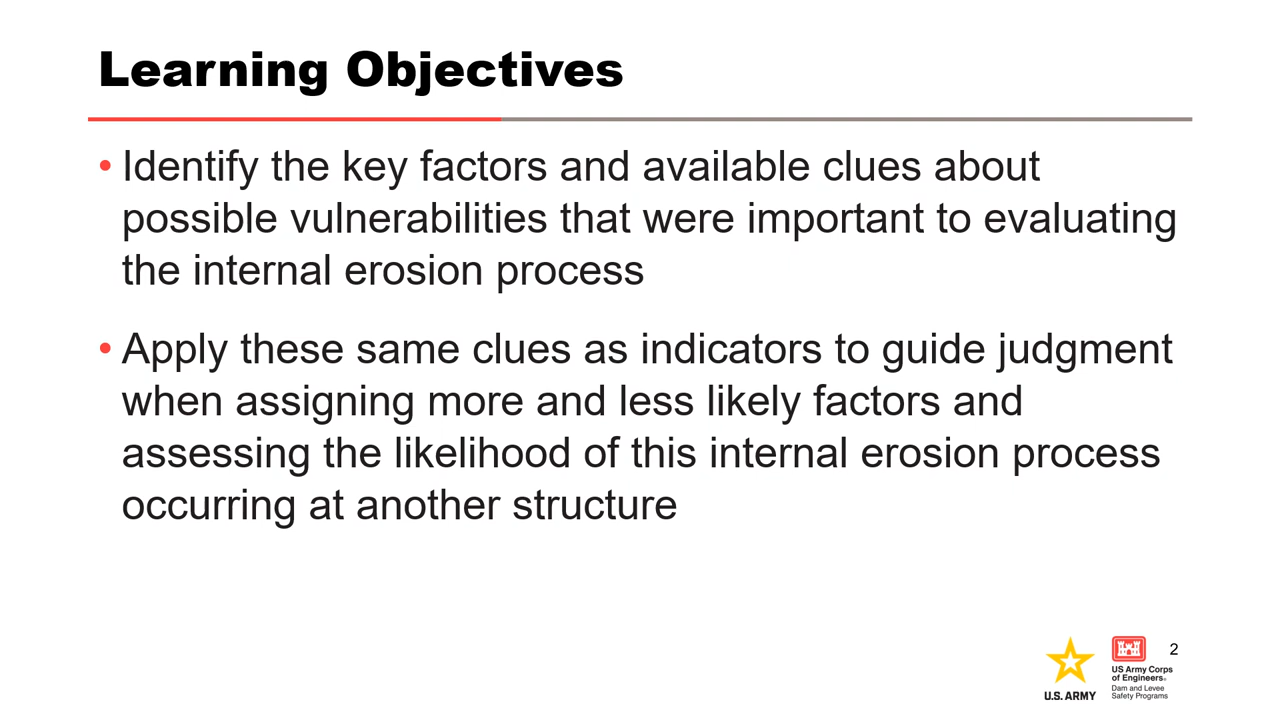 Learning Objectives
• Identify the key factors and available clues about
possible vulnerabilities that were important to evaluating
the internal erosion process
• Apply these same clues as indicators to guide judgment
when assigning more and less likely factors and
assessing the likelihood of this internal erosion process
occurring at another structure
2
U.S. ARMY
US Army Corps
of Engineers®
Dam and Levee
Safety Programs